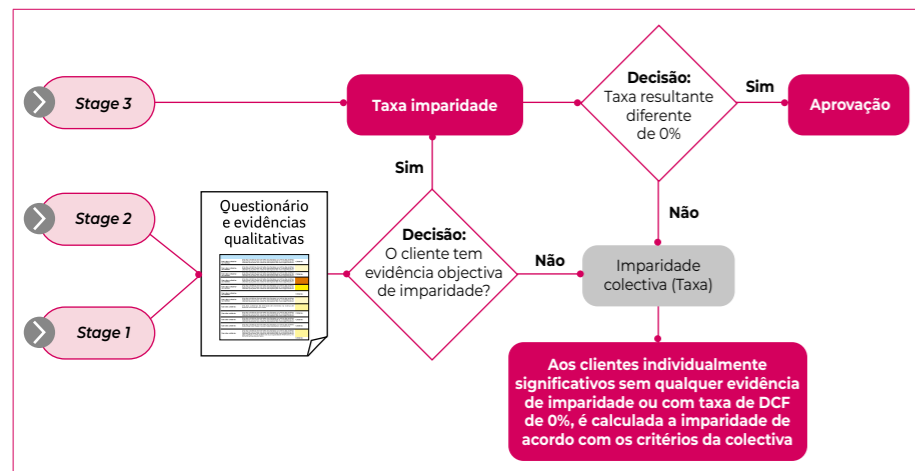 Stage 3
Taxa imparidade
Decisão:
Taxa resultante
diferente
de 0%
Sim
Aprovação
Sim
Não
Stage 2
Questionário
e evidências
qualitativas
Decisão:
O cliente tem
evidência objectiva
de imparidade?
Não
Imparidade
colectiva (Taxa)
Stage 1
Aos clientes individualmente
significativos sem qualquer evidência
de imparidade ou com taxa de DCF
de 0%, é calculada a imparidade de
acordo com os critérios da colectiva